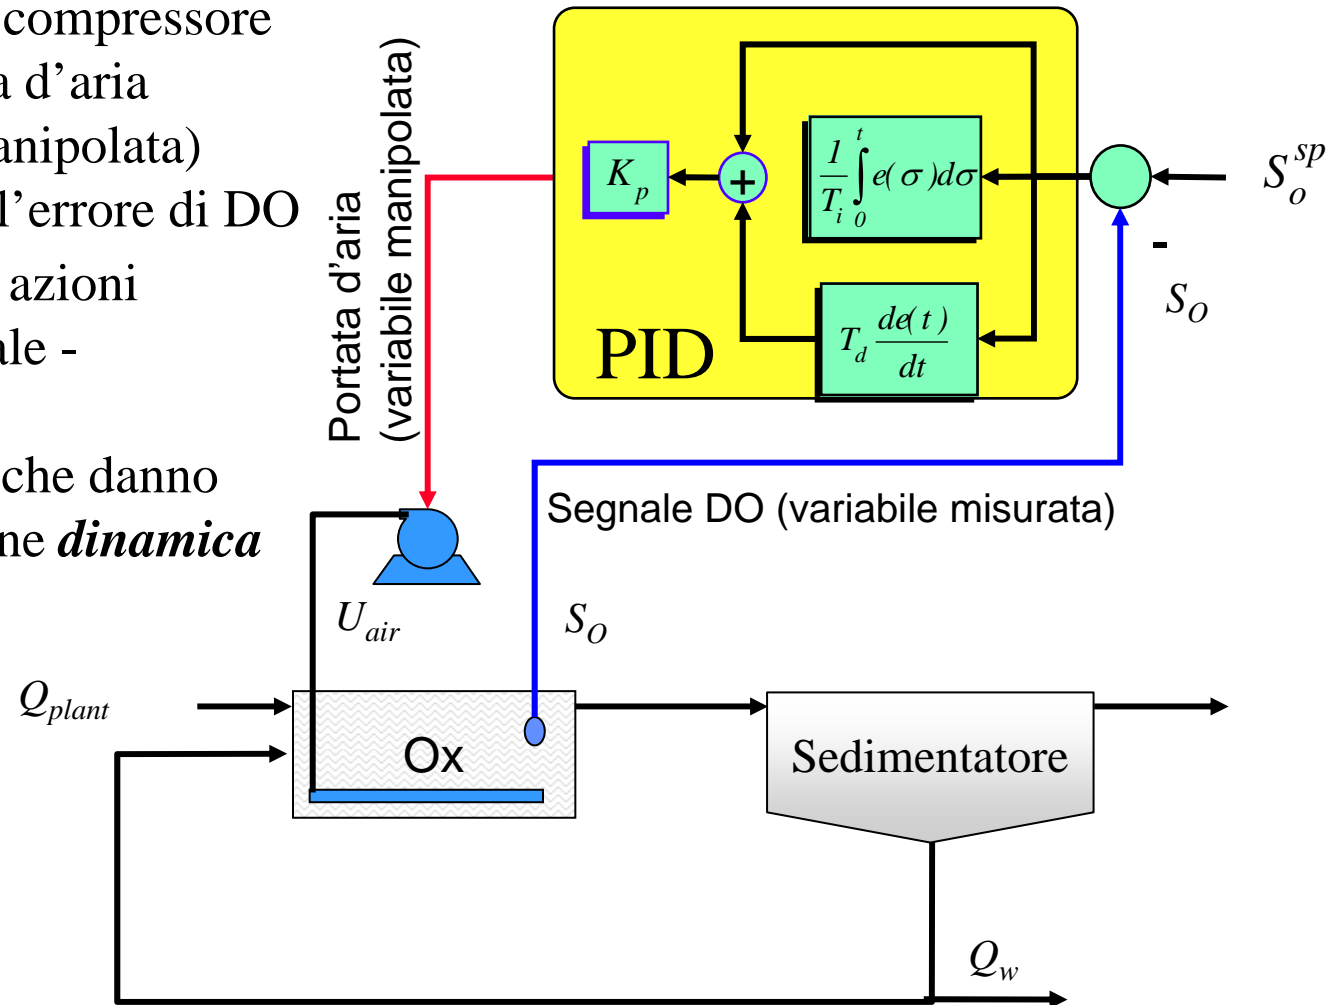 compressore
a d'aria
anipolata)
l'errore di DO
azioni
ale -
che danno
ne dinamica
Portata d'aria
(variabile manipolata)
K_p
+
1/T_i ∫_0^t e(σ)dσ
T_d de(t)/dt
PID
S_o^sp
-
S_O
Segnale DO (variabile misurata)
U_air
S_O
Q_plant
Ox
Sedimentatore
Q_w